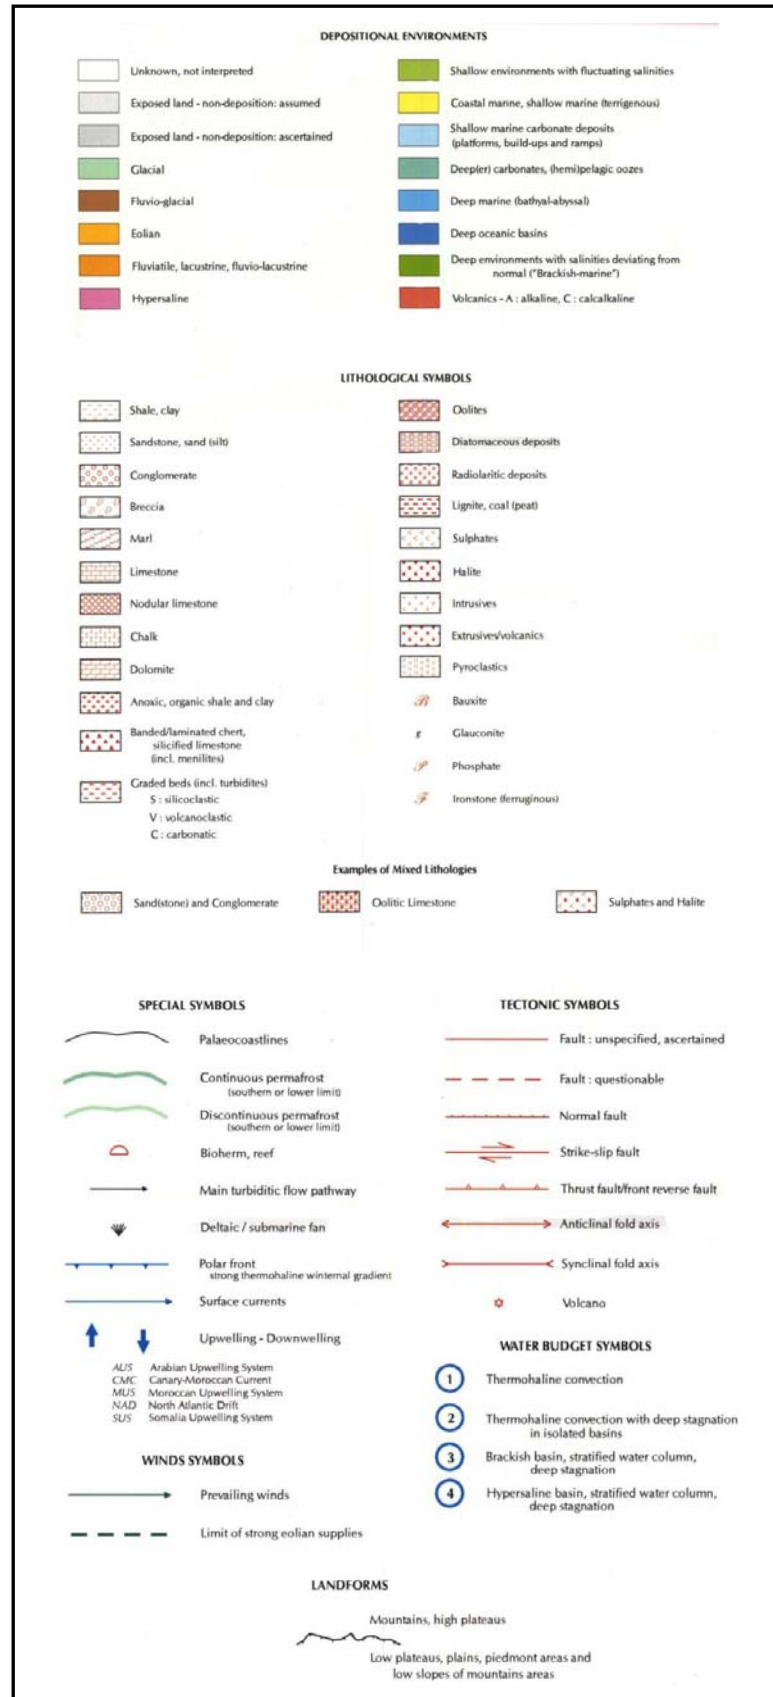 DEPOSITIONAL ENVIRONMENTS
Unknown, not interpreted
Exposed land - non-deposition: assumed
Exposed land - non-deposition: ascertained
Glacial
Fluvio-glacial
Eolian
Fluviatile, lacustrine, fluvio-lacustrine
Hypersaline
Shallow environments with fluctuating salinities
Coastal marine, shallow marine (terrigenous)
Shallow marine carbonate deposits
(platforms, build-ups and ramps)
Deep(er) carbonates, (hemi)pelagic oozes
Deep marine (bathyal-abyssal)
Deep oceanic basins
Deep environments with salinities deviating from
normal ("Brackish-marine")
Volcanics - A : alkaline, C : calcalkaline
LITHOLOGICAL SYMBOLS
Shale, clay
Sandstone, sand (silt)
Conglomerate
Breccia
Marl
Limestone
Nodular limestone
Chalk
Dolomite
Anoxic, organic shale and clay
Banded/laminated chert,
silicified limestone
(incl. menilites)
Graded beds (incl. turbidites)
S : silicoclastic
V : volcanoclastic
C : carbonatic
Oolites
Diatomaceous deposits
Radiolaritic deposits
Lignite, coal (peat)
Sulphates
Halite
Intrusives
Extrusives/volcanics
Pyroclastics
B Bauxite
g Glauconite
P Phosphate
F Ironstone (ferruginous)
Examples of Mixed Lithologies
Sand(stone) and Conglomerate
Oolitic Limestone
Sulphates and Halite
SPECIAL SYMBOLS
Palaeocoastlines
Continuous permafrost
(southern or lower limit)
Discontinuous permafrost
(southern or lower limit)
Bioherm, reef
Main turbiditic flow pathway
Deltaic / submarine fan
Polar front
strong thermohaline winternal gradient
Surface currents
Upwelling - Downwelling
AUS Arabian Upwelling System
CMC Canary-Moroccan Current
MUS Moroccan Upwelling System
NAD North Atlantic Drift
SUS Somalia Upwelling System
WINDS SYMBOLS
Prevailing winds
Limit of strong eolian supplies
TECTONIC SYMBOLS
Fault : unspecified, ascertained
Fault : questionable
Normal fault
Strike-slip fault
Thrust fault/front reverse fault
Anticlinal fold axis
Synclinal fold axis
Volcano
WATER BUDGET SYMBOLS
1 Thermohaline convection
2 Thermohaline convection with deep stagnation
in isolated basins
3 Brackish basin, stratified water column,
deep stagnation
4 Hypersaline basin, stratified water column,
deep stagnation
LANDFORMS
Mountains, high plateaus
Low plateaus, plains, piedmont areas and
low slopes of mountains areas